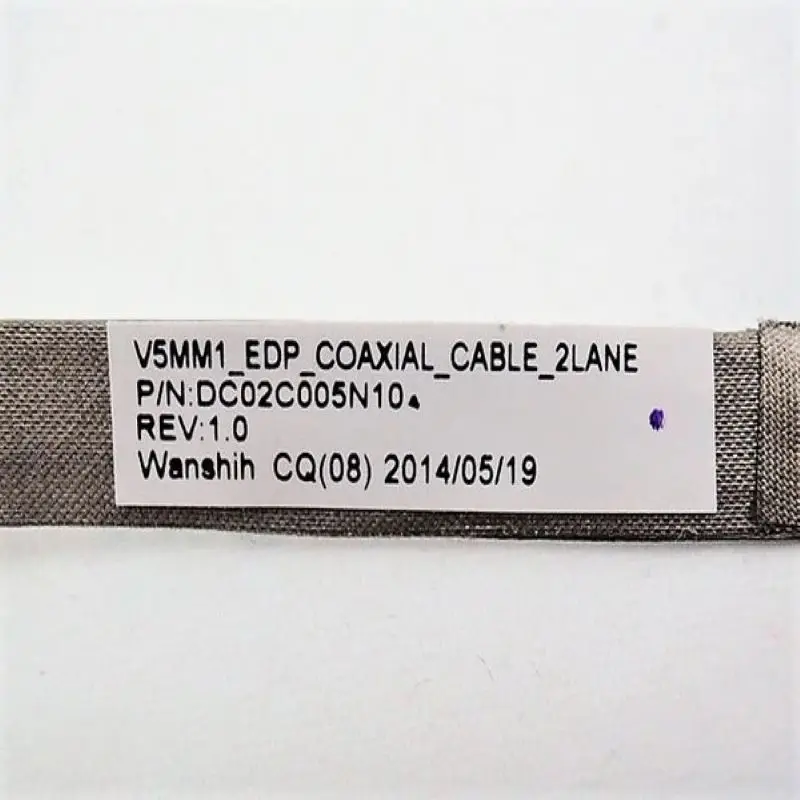 V5MM1_EDP_COAXIAL_CABLE_2LANE
P/N:DC02C005N10▲
REV:1.0
Wanshih CQ(08) 2014/05/19